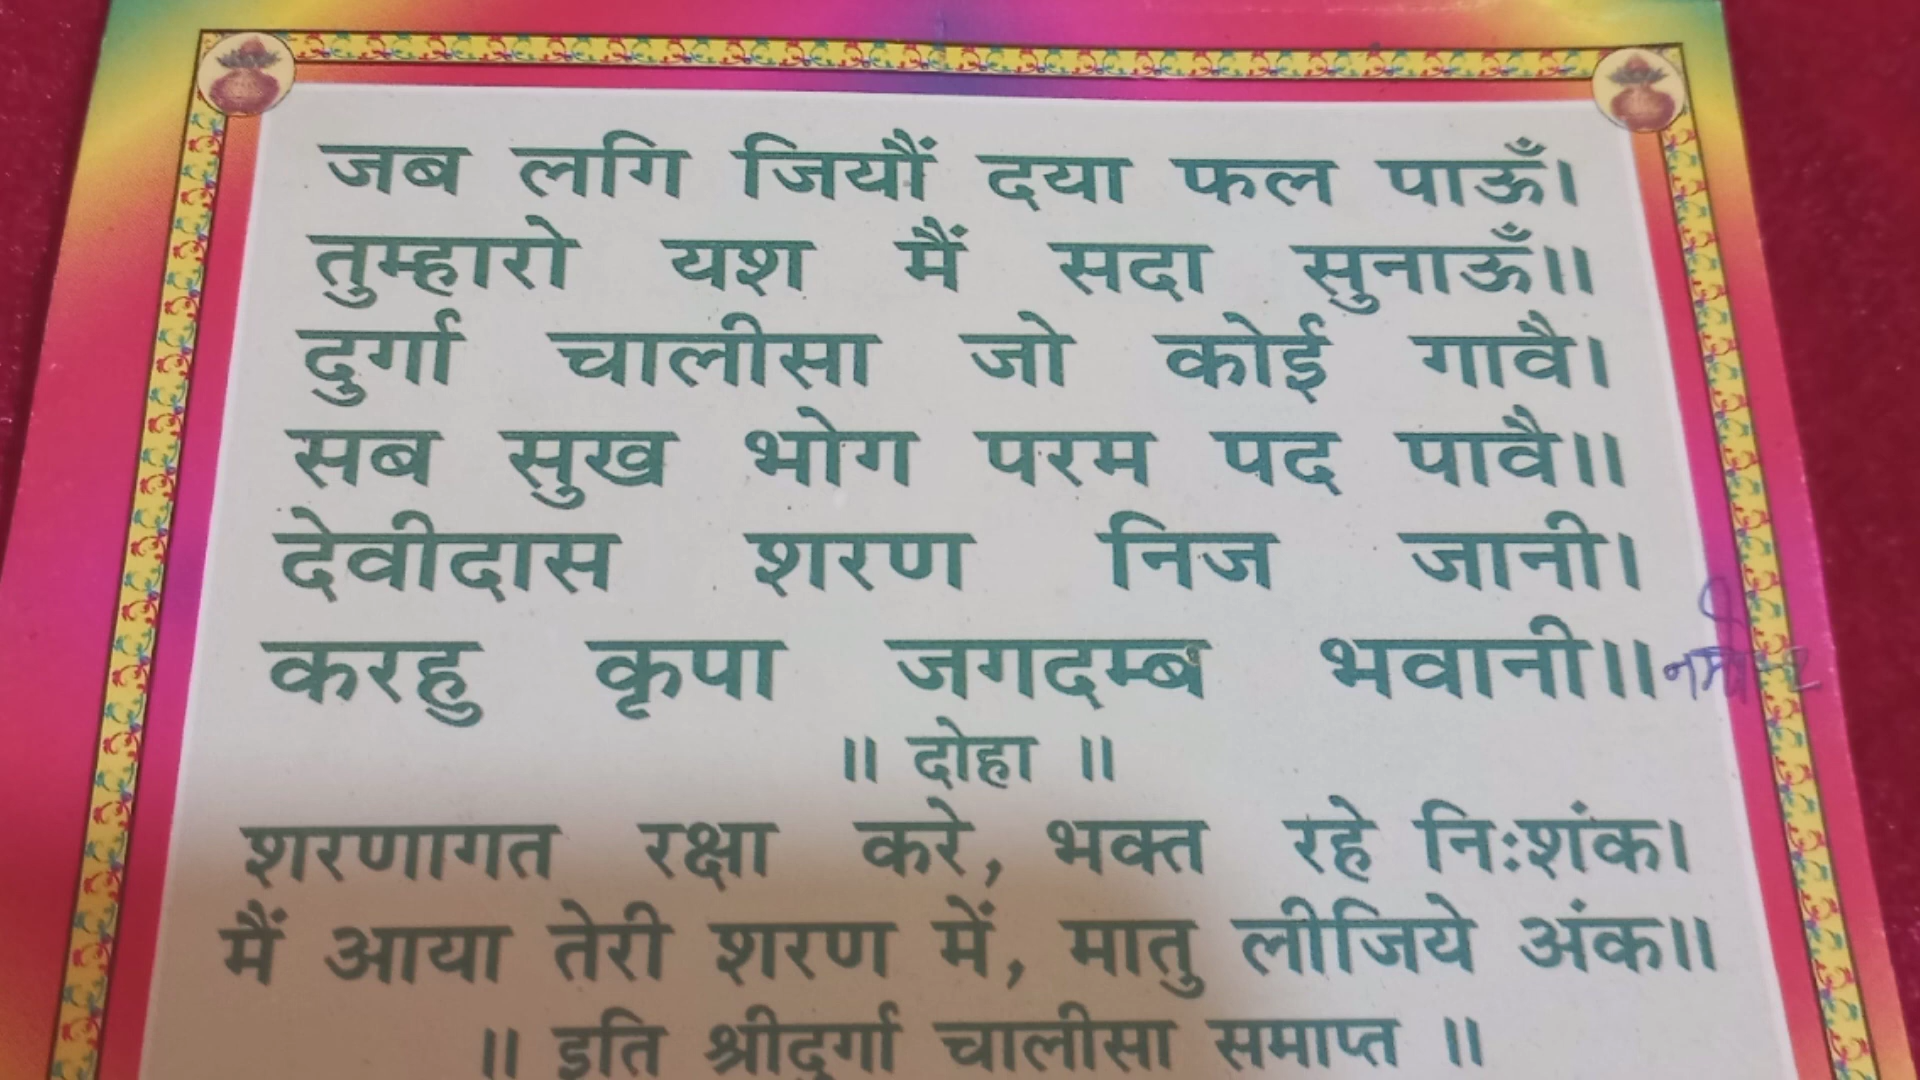 जब लगि जियौं दया फल पाऊँ।
तुम्हारो यश मैं सदा सुनाऊँ॥
दुर्गा चालीसा जो कोई गावै।
सब सुख भोग परम पद पावै॥
देवीदास शरण निज जानी।
करहु कृपा जगदम्ब भवानी॥
॥ दोहा ॥
शरणागत रक्षा करे, भक्त रहे निःशंक।
मैं आया तेरी शरण में, मातु लीजिये अंक॥
॥ इति श्रीदुर्गा चालीसा समाप्त ॥